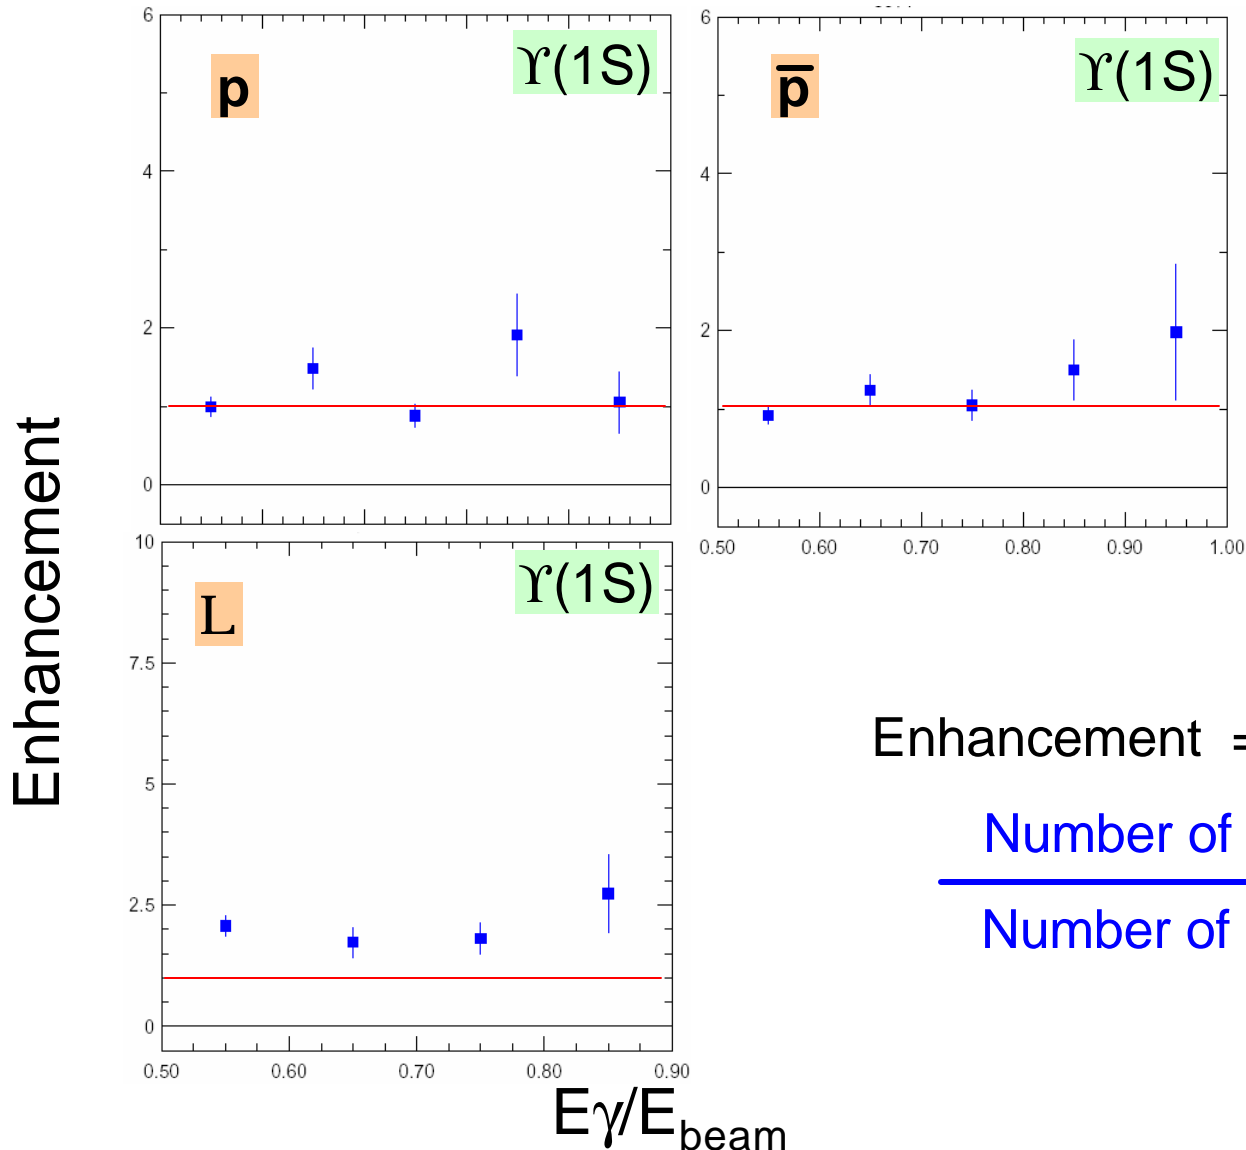 6
4
2
0
p
ϒ(1S)
6
4
2
0
p̅
ϒ(1S)
0.50 0.60 0.70 0.80 0.90 1.00
Enhancement
10
7.5
5
2.5
0
L
ϒ(1S)
0.50 0.60 0.70 0.80 0.90
Eγ/Ebeam
Enhancement =
Number of
Number of